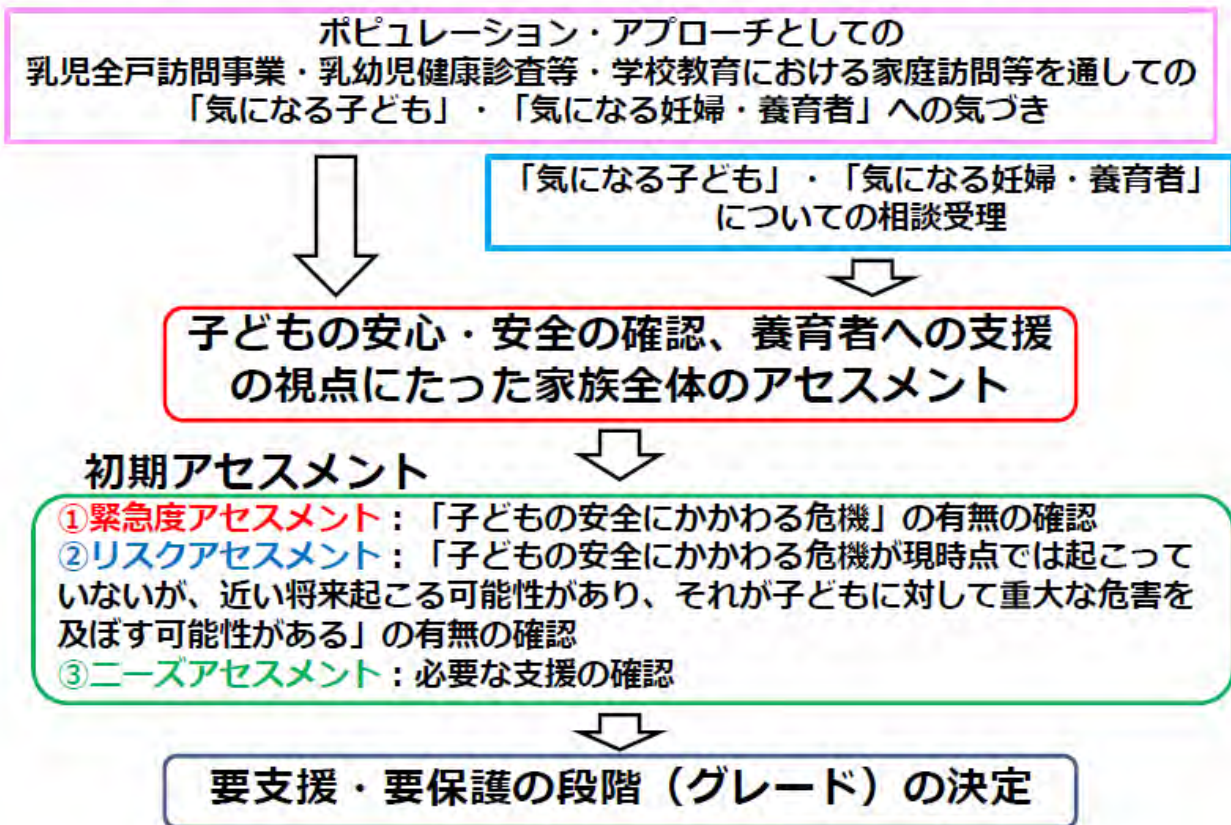 ポピュレーション・アプローチとしての
乳児全戸訪問事業・乳幼児健康診査等・学校教育における家庭訪問等を通しての
「気になる子ども」・「気になる妊婦・養育者」への気づき
「気になる子ども」・「気になる妊婦・養育者」
についての相談受理
子どもの安心・安全の確認、養育者への支援
の視点にたった家族全体のアセスメント
初期アセスメント
①緊急度アセスメント：「子どもの安全にかかわる危機」の有無の確認
②リスクアセスメント：「子どもの安全にかかわる危機が現時点では起こって
いないが、近い将来起こる可能性があり、それが子どもに対して重大な危害を
及ぼす可能性がある」の有無の確認
③ニーズアセスメント：必要な支援の確認
要支援・要保護の段階（グレード）の決定